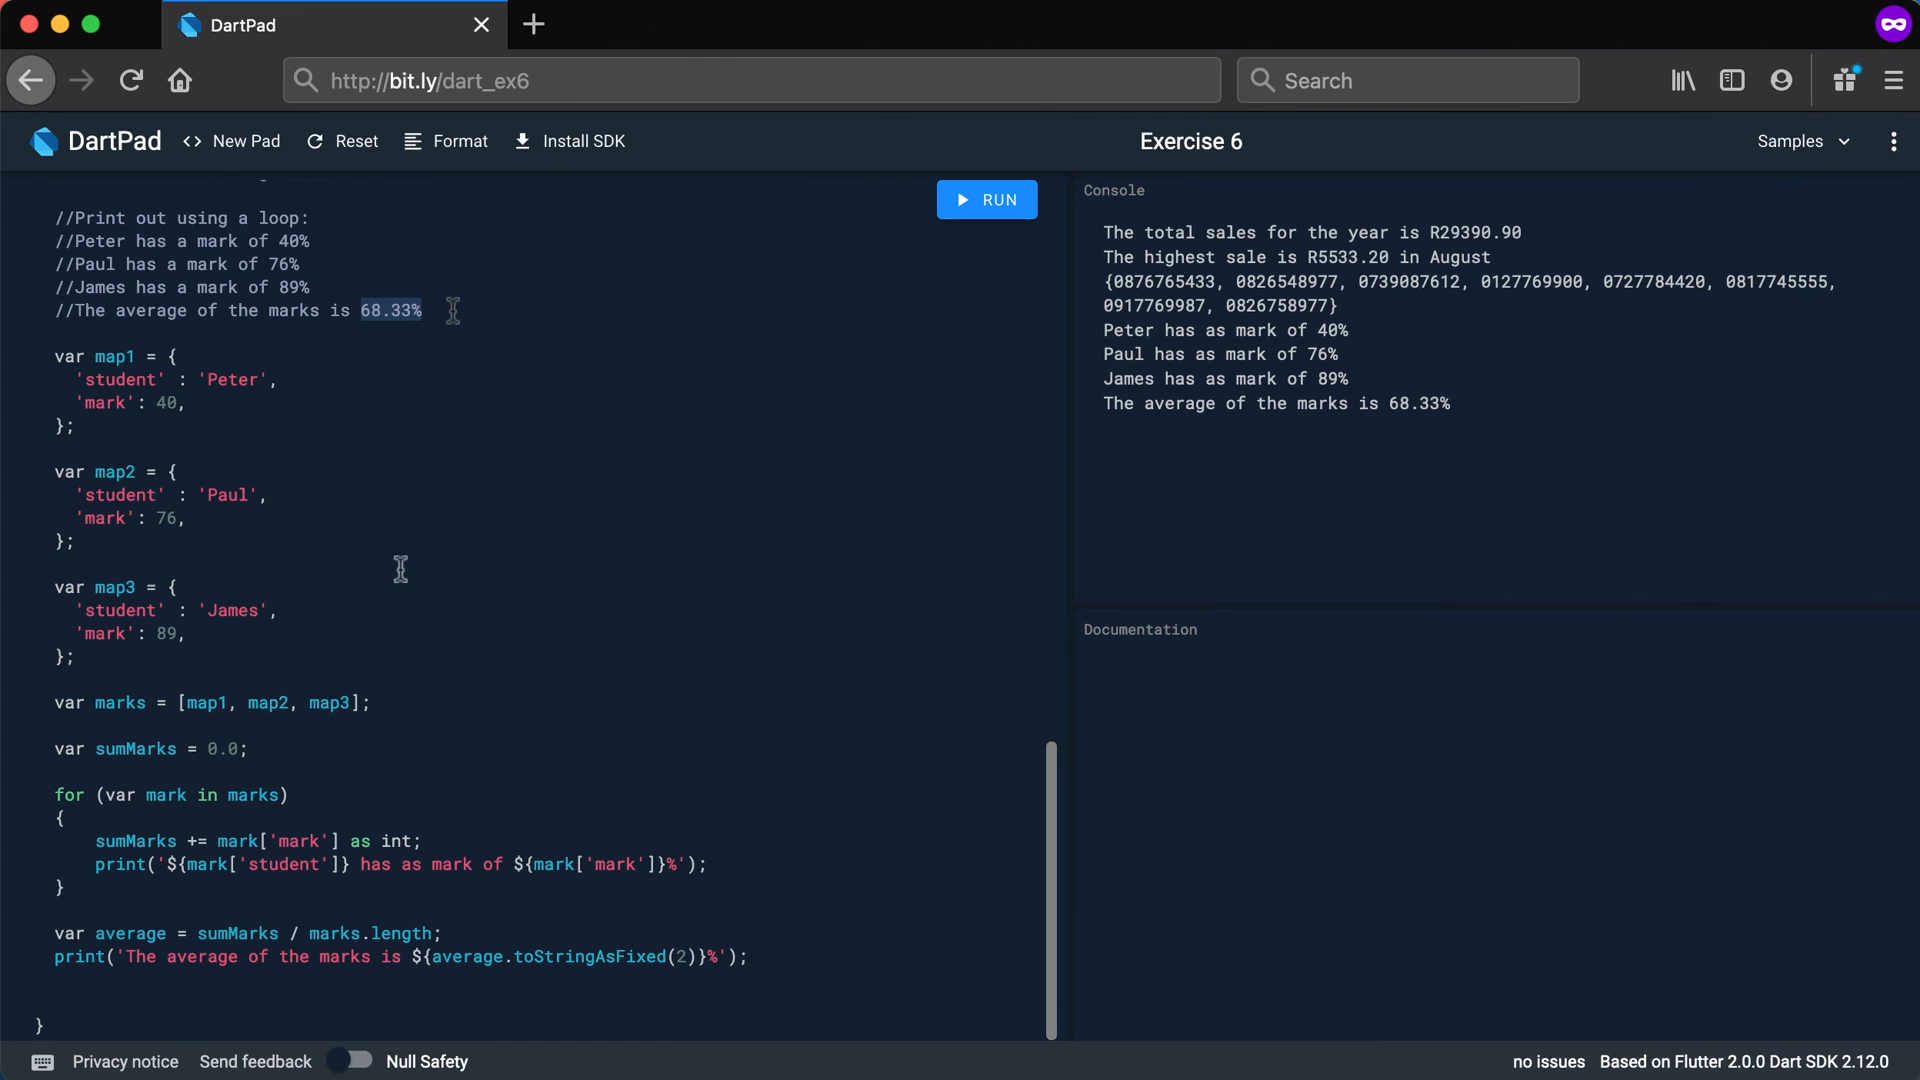 DartPad
http://bit.ly/dart_ex6
Search
DartPad
New Pad
Reset
Format
Install SDK
Exercise 6
Samples
//Print out using a loop:
//Peter has a mark of 40%
//Paul has a mark of 76%
//James has a mark of 89%
//The average of the marks is 68.33%
var map1 = {
'student' : 'Peter',
'mark': 40,
};
var map2 = {
'student' : 'Paul',
'mark': 76,
};
var map3 = {
'student' : 'James',
'mark': 89,
};
var marks = [map1, map2, map3];
var sumMarks = 0.0;
for (var mark in marks)
{
sumMarks += mark['mark'] as int;
print('${mark['student']} has as mark of ${mark['mark']}%');
}
var average = sumMarks / marks.length;
print('The average of the marks is ${average.toStringAsFixed(2)}%');
}
RUN
Console
The total sales for the year is R29390.90
The highest sale is R5533.20 in August
{0876765433, 0826548977, 0739087612, 0127769900, 0727784420, 0817745555,
0917769987, 0826758977}
Peter has as mark of 40%
Paul has as mark of 76%
James has as mark of 89%
The average of the marks is 68.33%
Documentation
Privacy notice
Send feedback
Null Safety
no issues
Based on Flutter 2.0.0 Dart SDK 2.12.0